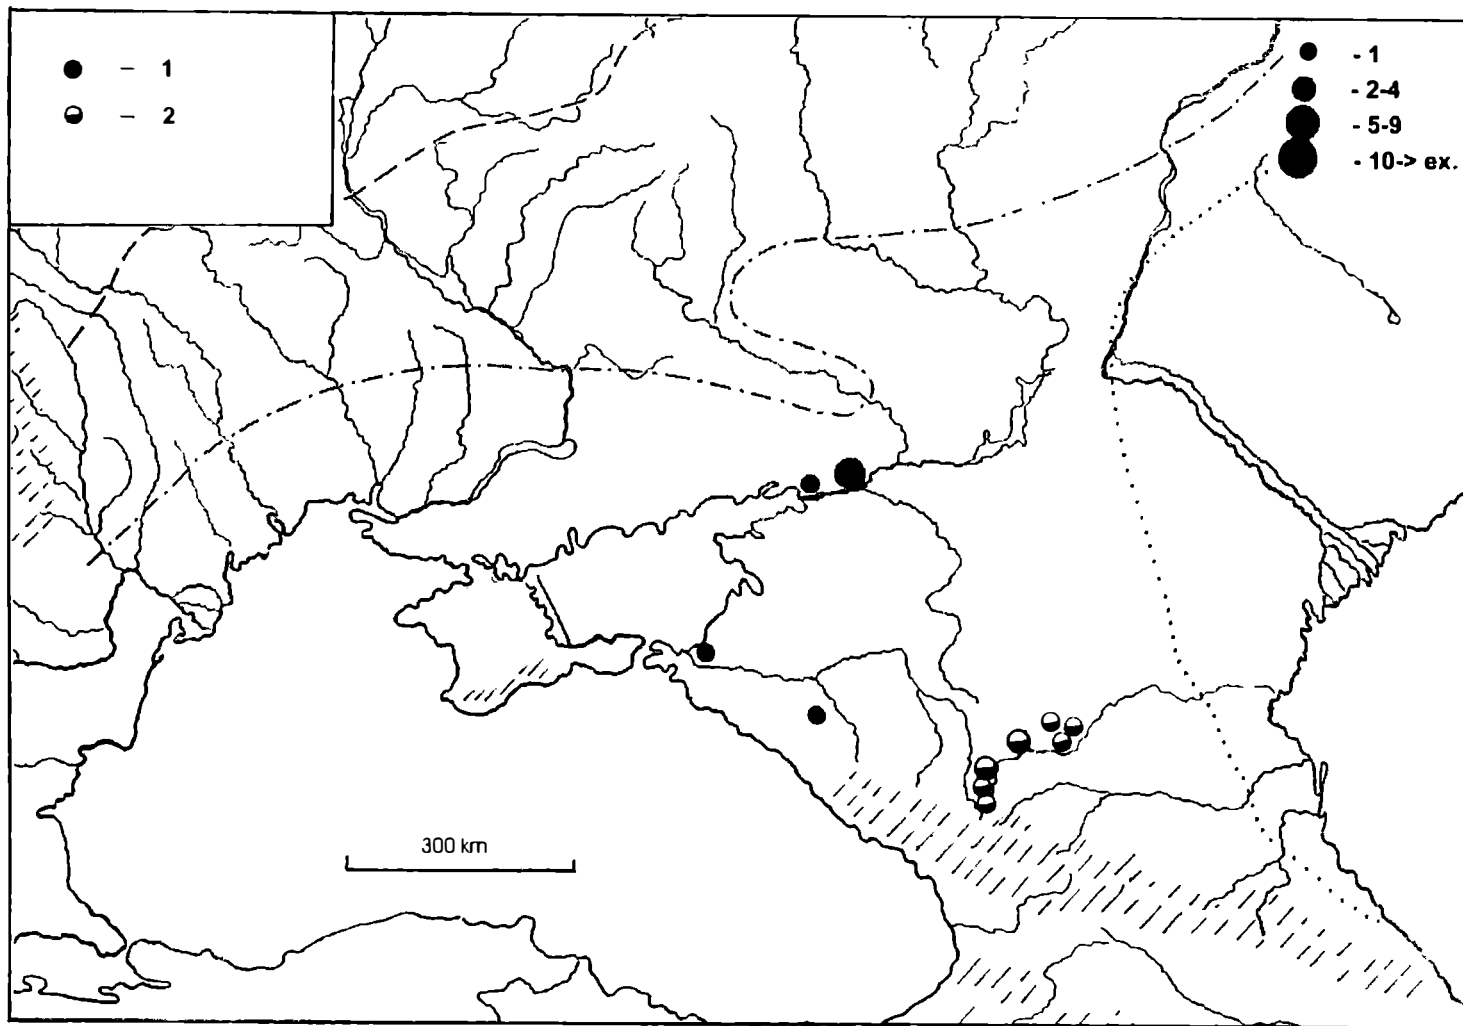 – 1
– 2
- 1
- 2-4
- 5-9
- 10-> ex.
300 km